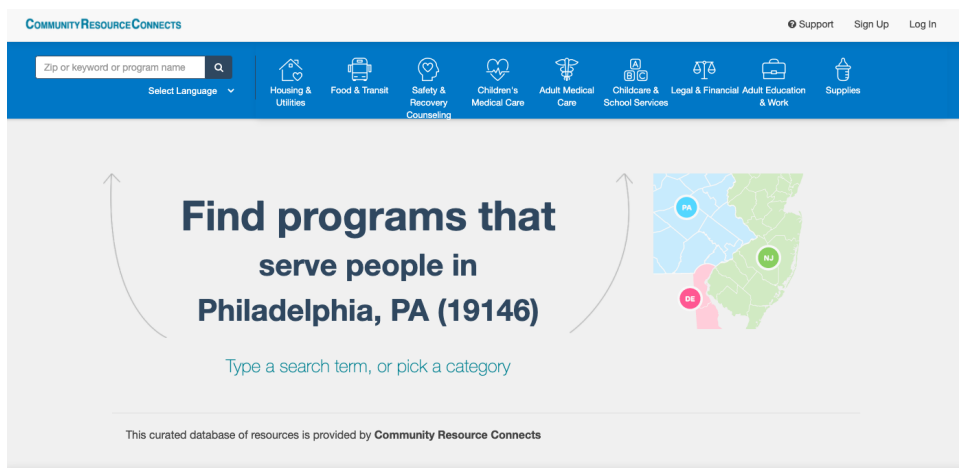 COMMUNITYRESOURCECONNECTS
Support Sign Up Log In
Zip or keyword or program name
Select Language
Housing &
Utilities
Food & Transit
Safety &
Recovery
Counseling
Children's
Medical Care
Adult Medical
Care
Childcare &
School Services
Legal & Financial
Adult Education
& Work
Supplies
A
B C
Find programs that
serve people in
Philadelphia, PA (19146)
PA
NJ
DE
Type a search term, or pick a category
This curated database of resources is provided by Community Resource Connects